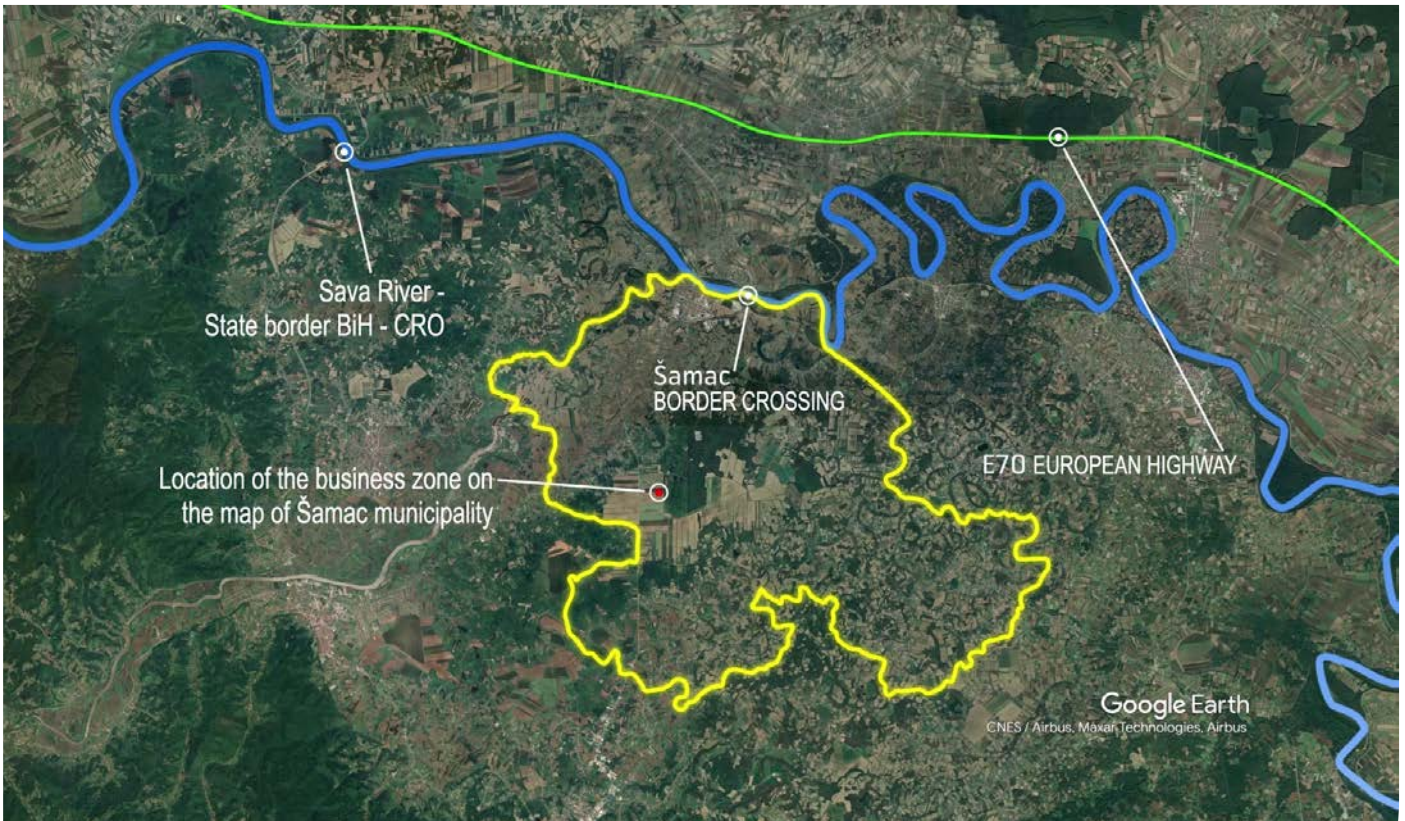 Sava River -
State border BiH - CRO
Šamac
BORDER CROSSING
E70 EUROPEAN HIGHWAY
Location of the business zone on
the map of Šamac municipality
Google Earth
CNES / Airbus, Maxar Technologies, Airbus